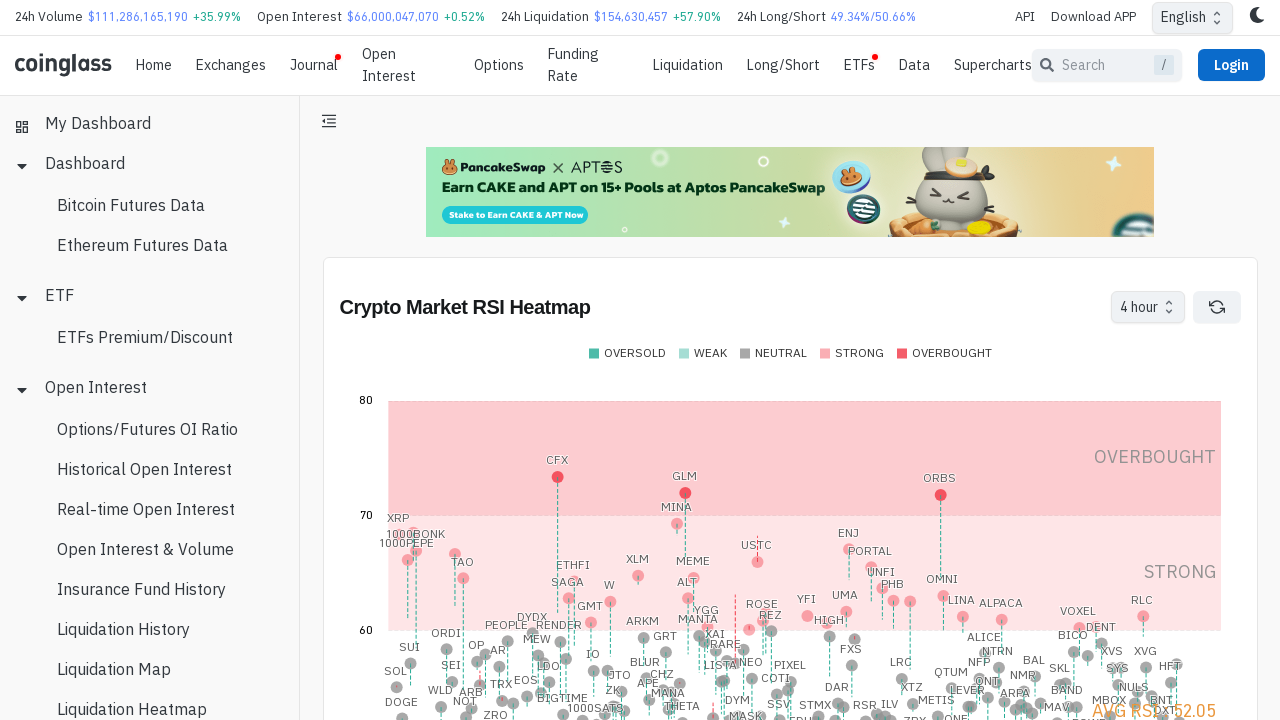 24h Volume $111,286,165,190 +35.99% Open Interest $66,000,047,070 +0.52% 24h Liquidation $154,630,457 +57.90% 24h Long/Short 49.34%/50.66% API Download APP English
coinglass Home Exchanges Journal Open Interest Options Funding Rate Liquidation Long/Short ETFs Data Supercharts Search / Login
My Dashboard
Dashboard
Bitcoin Futures Data
Ethereum Futures Data
ETF
ETFs Premium/Discount
Open Interest
Options/Futures OI Ratio
Historical Open Interest
Real-time Open Interest
Open Interest & Volume
Insurance Fund History
Liquidation History
Liquidation Map
Liquidation Heatmap
PancakeSwap × APTOS
Earn CAKE and APT on 15+ Pools at Aptos PancakeSwap
Stake to Earn CAKE & APT Now
Crypto Market RSI Heatmap
4 hour
OVERSOLD WEAK NEUTRAL STRONG OVERBOUGHT
80
OVERBOUGHT
CFX
GLM
ORBS
MINA
70
XRP
1000BONK
1000PEPE
ENJ
USTC
PORTAL
TAO
ETHFI
XLM
MEME
STRONG
SAGA
W
ALT
UNFI
PHB
OMNI
GMT
YGG
ROSE
YFI
UMA
LINA
ALPACA
RLC
DYDX
ARKM
MANTA
REZ
HIGH
VOXEL
60
PEOPLE
RENDER
DENT
ORDI
MEW
GRT
XAI
BICO
ALICE
SUI
OP
AR
RARE
FXS
NTRN
XVS
XVG
SEI
LDO
IO
BLUR
LISTA
NEO
PIXEL
LRC
NFP
BAL
SOL
TRX
EOS
JTO
CHZ
COTI
QTUM
NMR
SKL
SYS
HFT
WLD
ARB
ZK
APE
DAR
XTZ
LEVER
BAND
NULS
DOGE
NOT
BIGTIME
MANA
DYM
SSV
STMX
RSR
ILV
METIS
ARPA
MAV
MBOX
BNT
ZRO
1000SATS
THETA
MASK